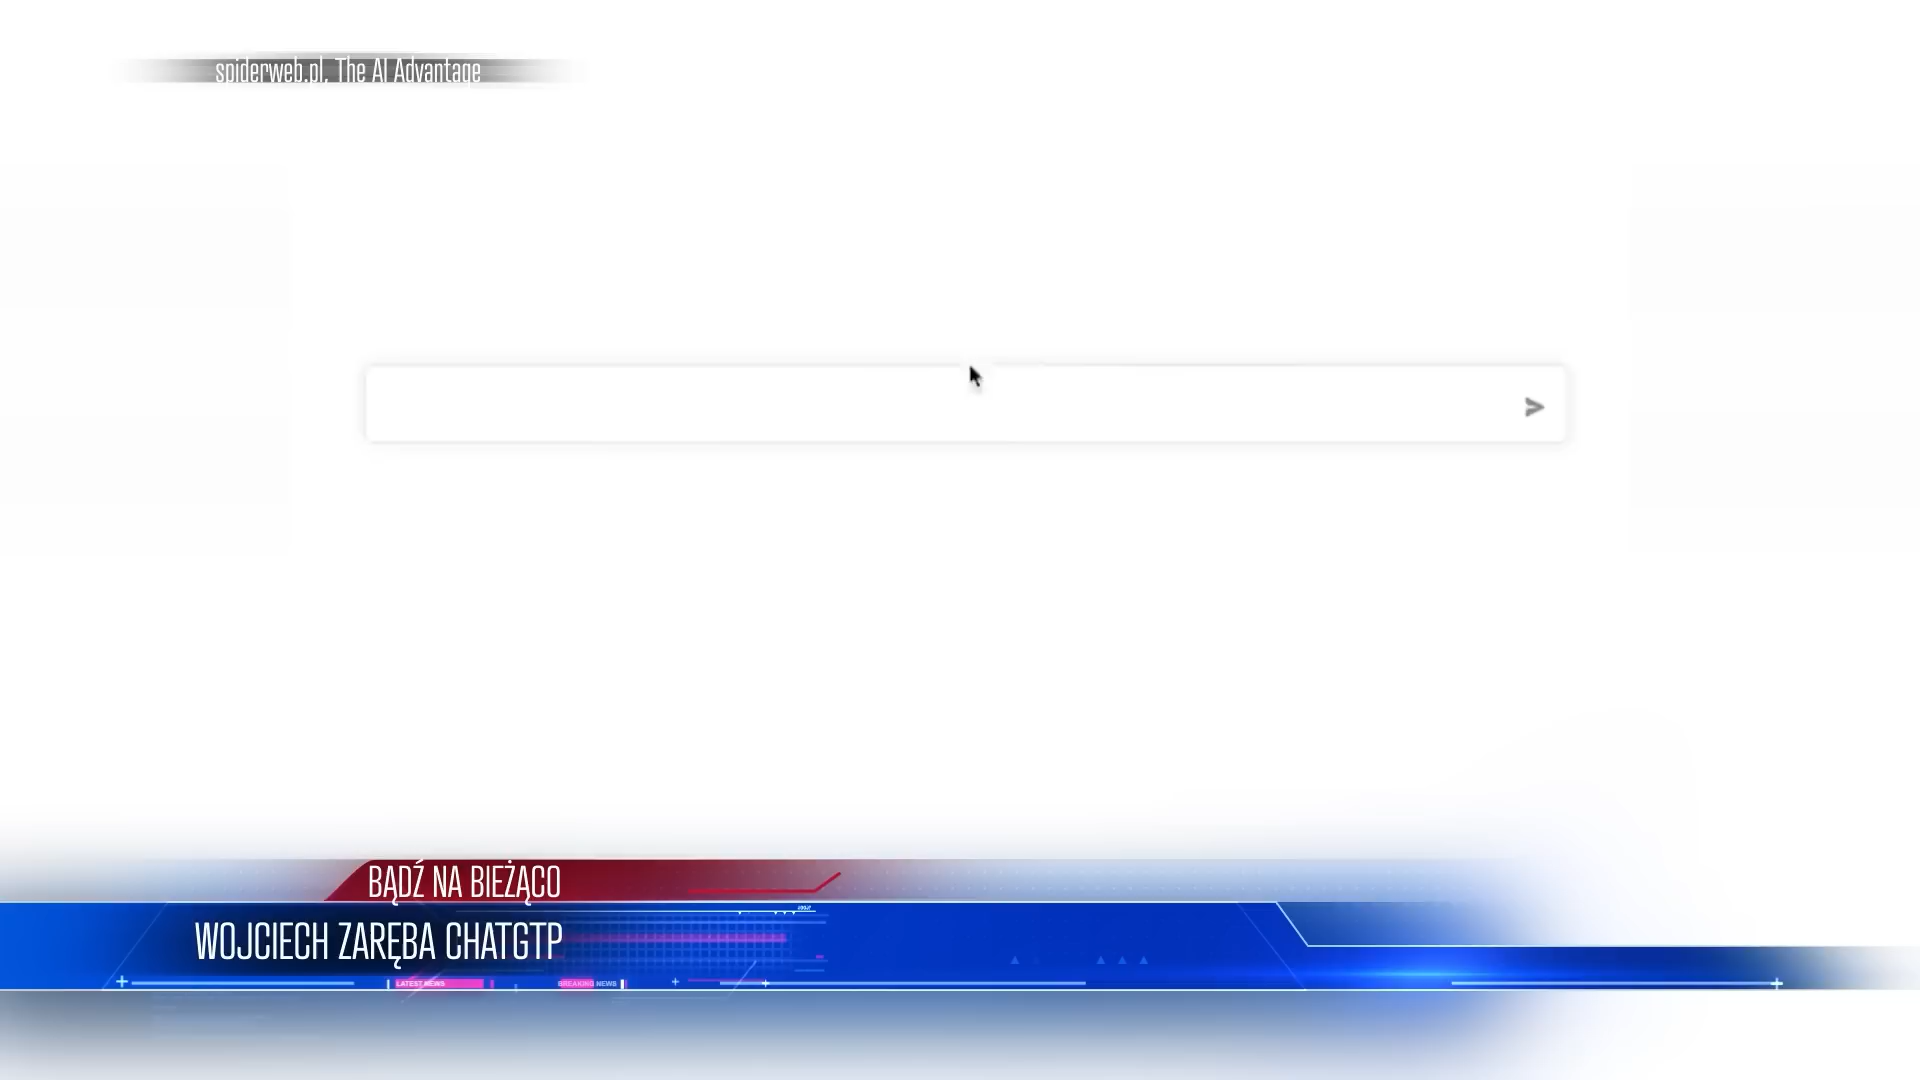 spiderweb.pl, The AI Advantage
BĄDŹ NA BIEŻĄCO
WOJCIECH ZARĘBA CHATGTP
LATEST NEWS
BREAKING NEWS